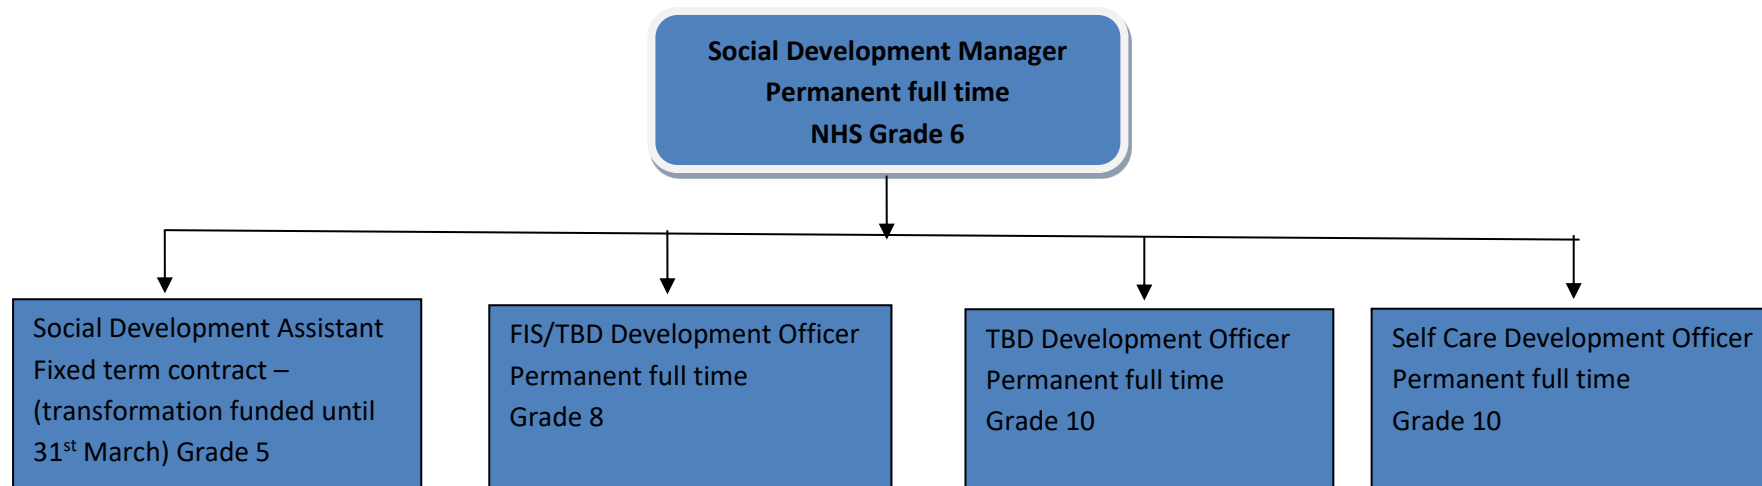 Social Development Manager
Permanent full time
NHS Grade 6
Social Development Assistant
Fixed term contract –
(transformation funded until
31st March) Grade 5
FIS/TBD Development Officer
Permanent full time
Grade 8
TBD Development Officer
Permanent full time
Grade 10
Self Care Development Officer
Permanent full time
Grade 10